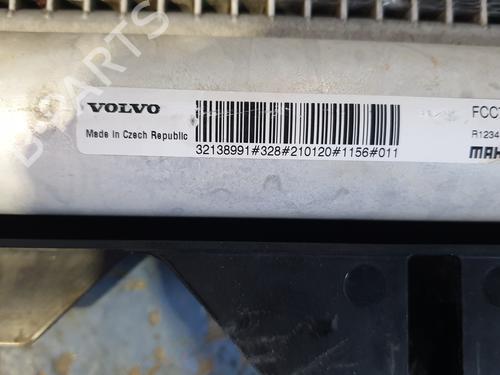 VOLVO
Made in Czech Republic
32138991#328#210120#1156#011
FCC
R1234
MAH
B-PARTS